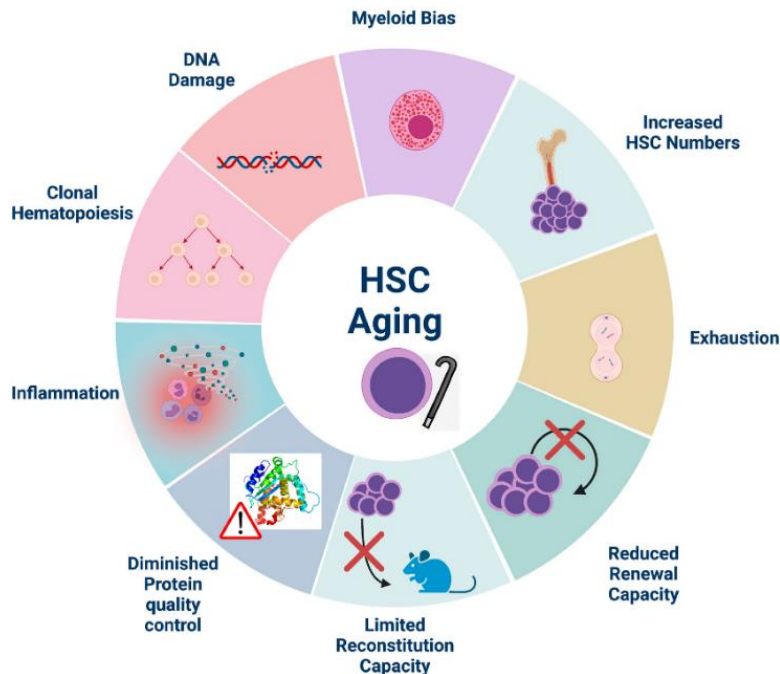 Myeloid Bias
DNA
Damage
Increased
HSC Numbers
Clonal
Hematopoiesis
HSC
Aging
Exhaustion
Inflammation
Reduced
Renewal
Capacity
Diminished
Protein
quality
control
Limited
Reconstitution
Capacity
!